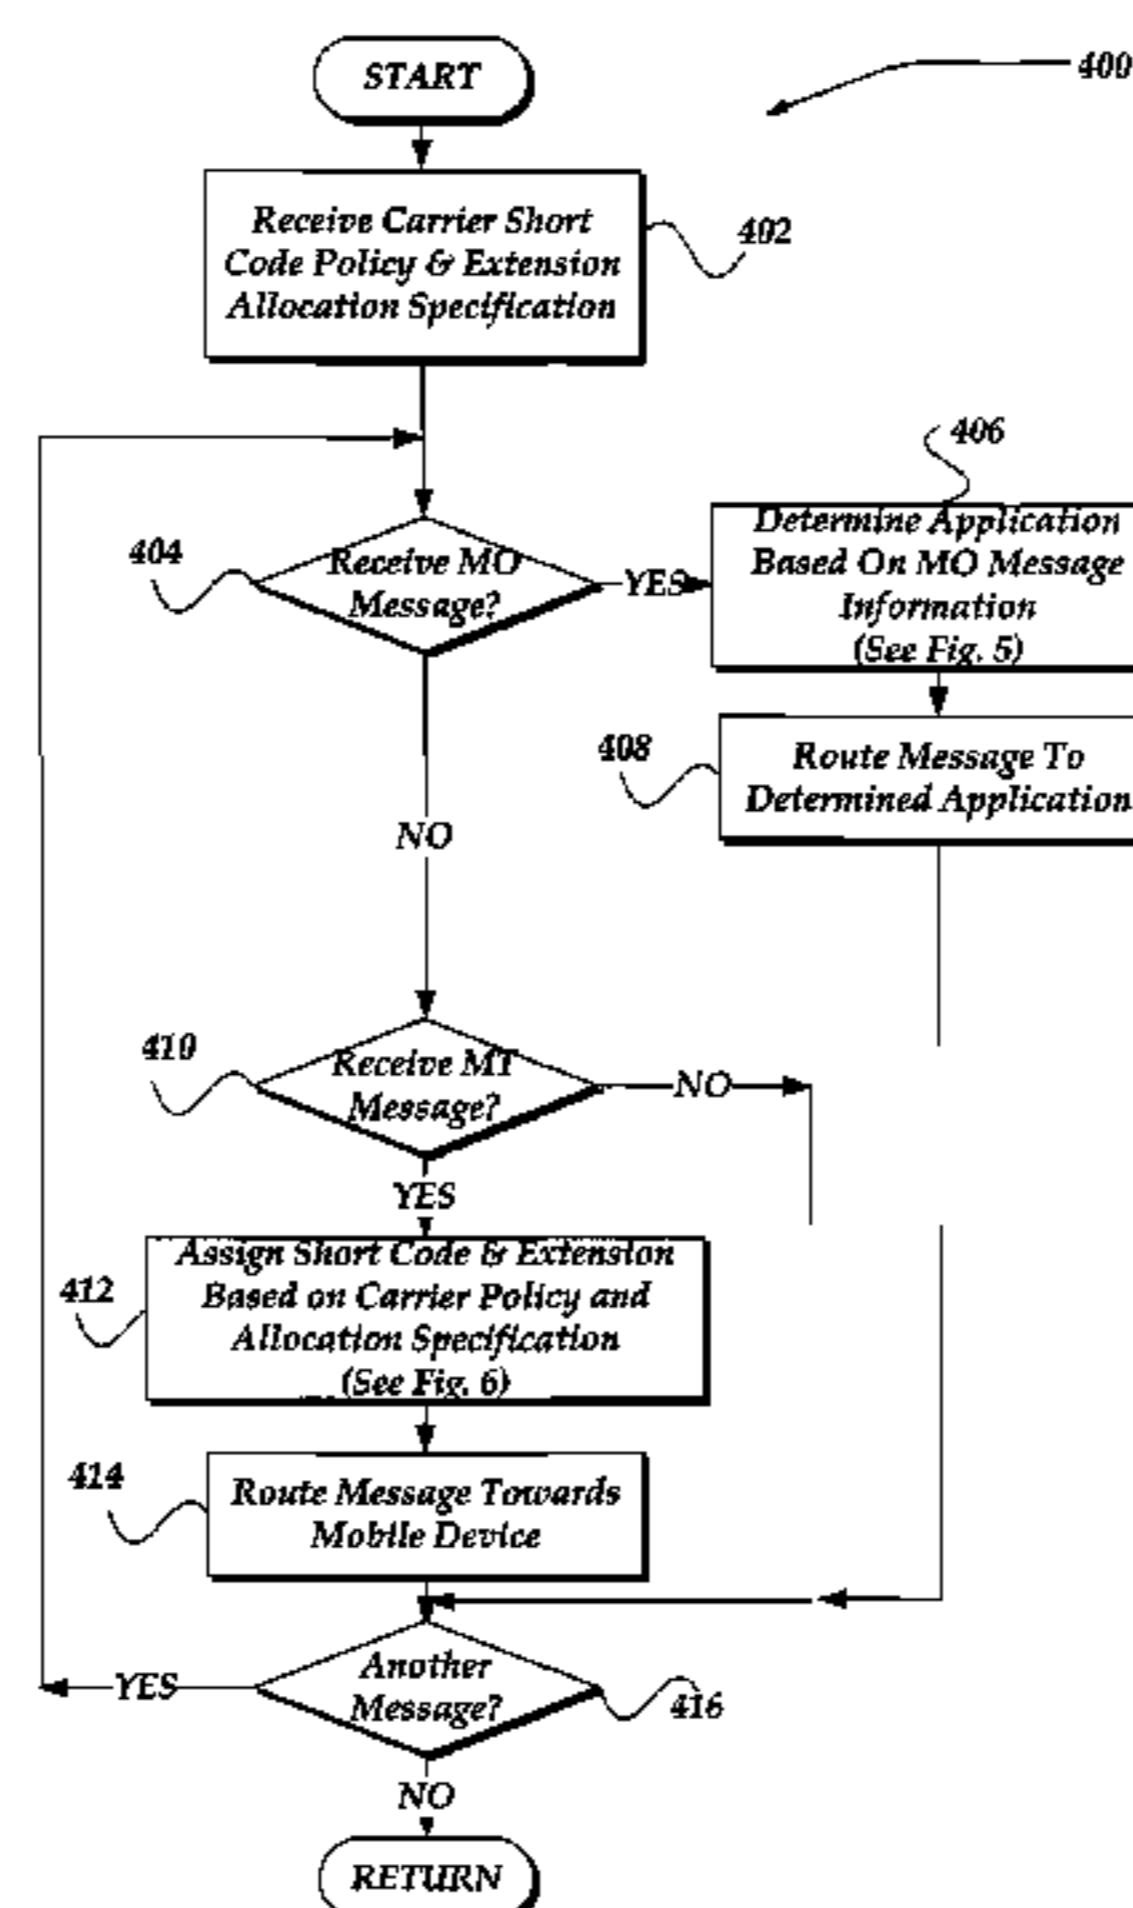 START
400
Receive Carrier Short
Code Policy & Extension
Allocation Specification
402
406
404
Receive MO
Message?
YES
Determine Application
Based On MO Message
Information
(See Fig. 5)
408
Route Message To
Determined Application
NO
410
Receive MT
Message?
NO
YES
412
Assign Short Code & Extension
Based on Carrier Policy and
Allocation Specification
(See Fig. 6)
414
Route Message Towards
Mobile Device
YES
Another
Message?
416
NO
RETURN